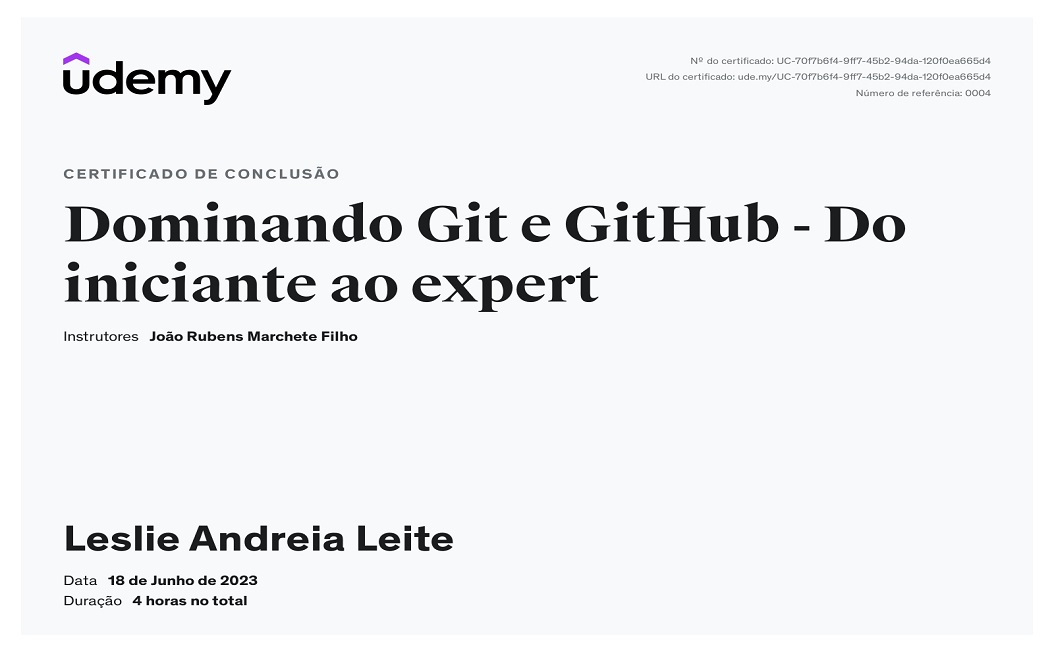 udemy
Nº do certificado: UC-70f7b6f4-9ff7-45b2-94da-120f0ea665d4
URL do certificado: ude.my/UC-70f7b6f4-9ff7-45b2-94da-120f0ea665d4
Número de referência: 0004
CERTIFICADO DE CONCLUSÃO
Dominando Git e GitHub - Do
iniciante ao expert
Instrutores João Rubens Marchete Filho
Leslie Andreia Leite
Data 18 de Junho de 2023
Duração 4 horas no total